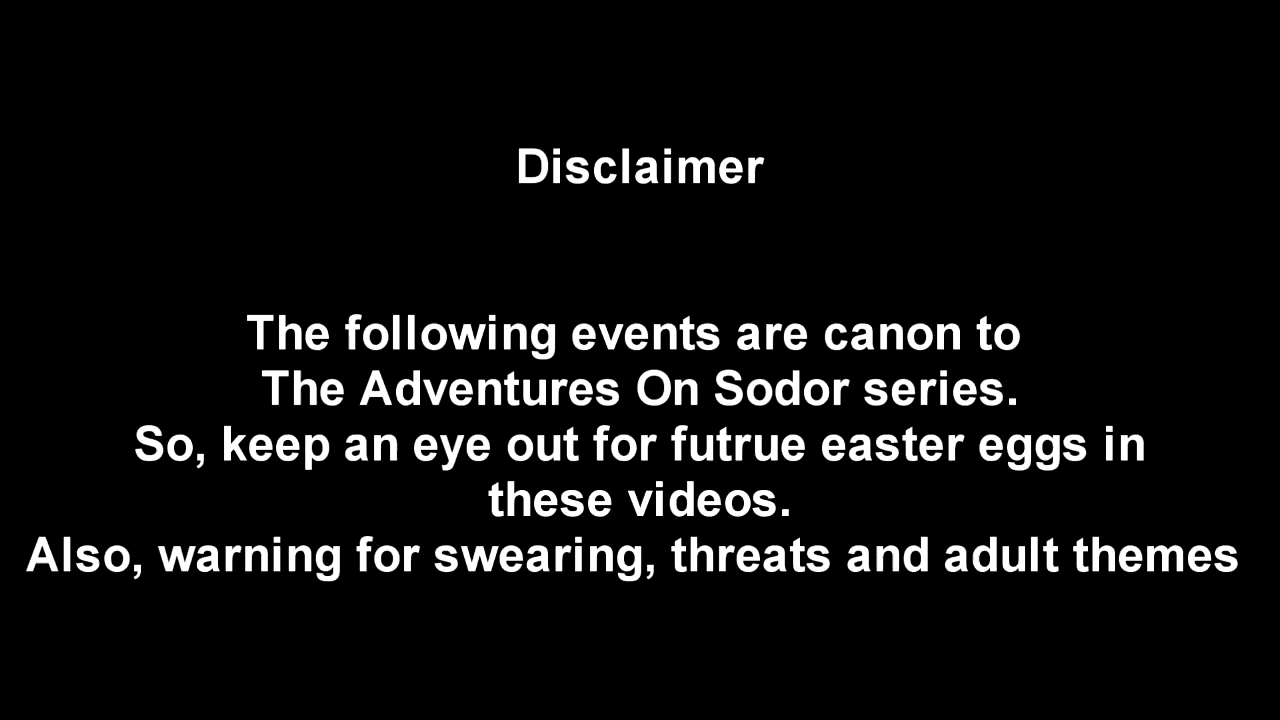 Disclaimer
The following events are canon to
The Adventures On Sodor series.
So, keep an eye out for futrue easter eggs in
these videos.
Also, warning for swearing, threats and adult themes